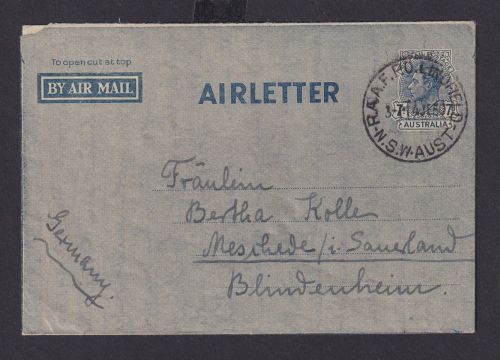 To open cut at top
BY AIR MAIL
AIRLETTER
AUSTRALIA
R.A.A.F. P.O.
N.S.W. AUST.
Fräulein
Bertha Kolle
Meschede / i. Sauerland
Blindenheim.
Germany.